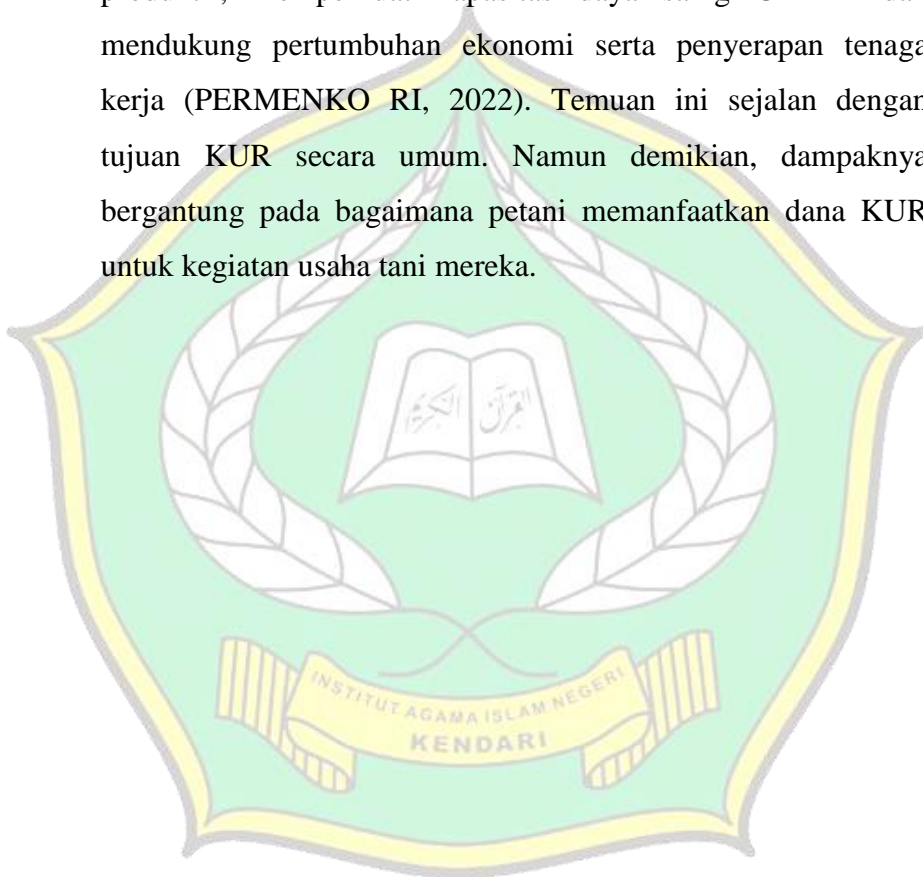 mendukung pertumbuhan ekonomi serta penyerapan tenaga
kerja (PERMENKO RI, 2022). Temuan ini sejalan dengan
tujuan KUR secara umum. Namun demikian, dampaknya
bergantung pada bagaimana petani memanfaatkan dana KUR
untuk kegiatan usaha tani mereka.
القرآن
الكريم
INSTITUT AGAMA ISLAM NEGERI
KENDARI